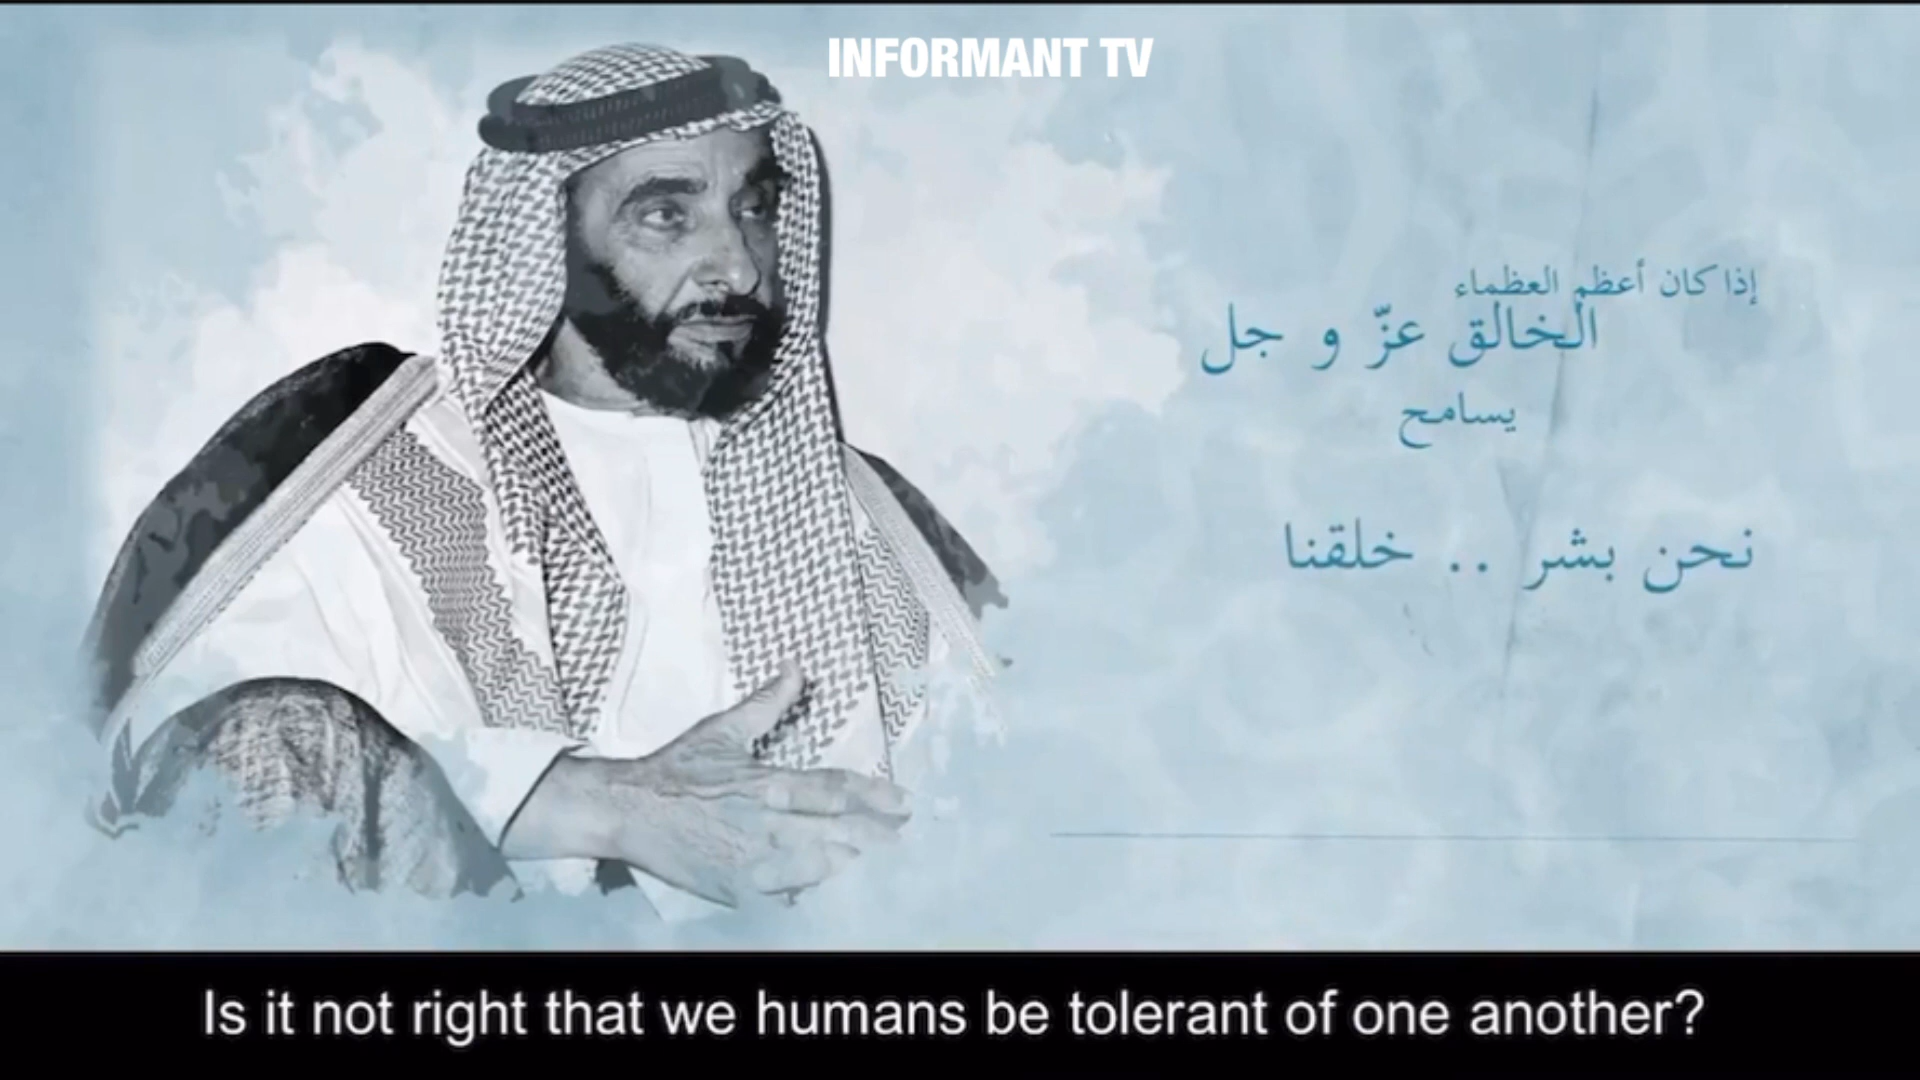 INFORMANT TV
إذا كان أعظم العظماء
الخالق عزّ و جل
يسامح
نحن بشر .. خلقنا
Is it not right that we humans be tolerant of one another?